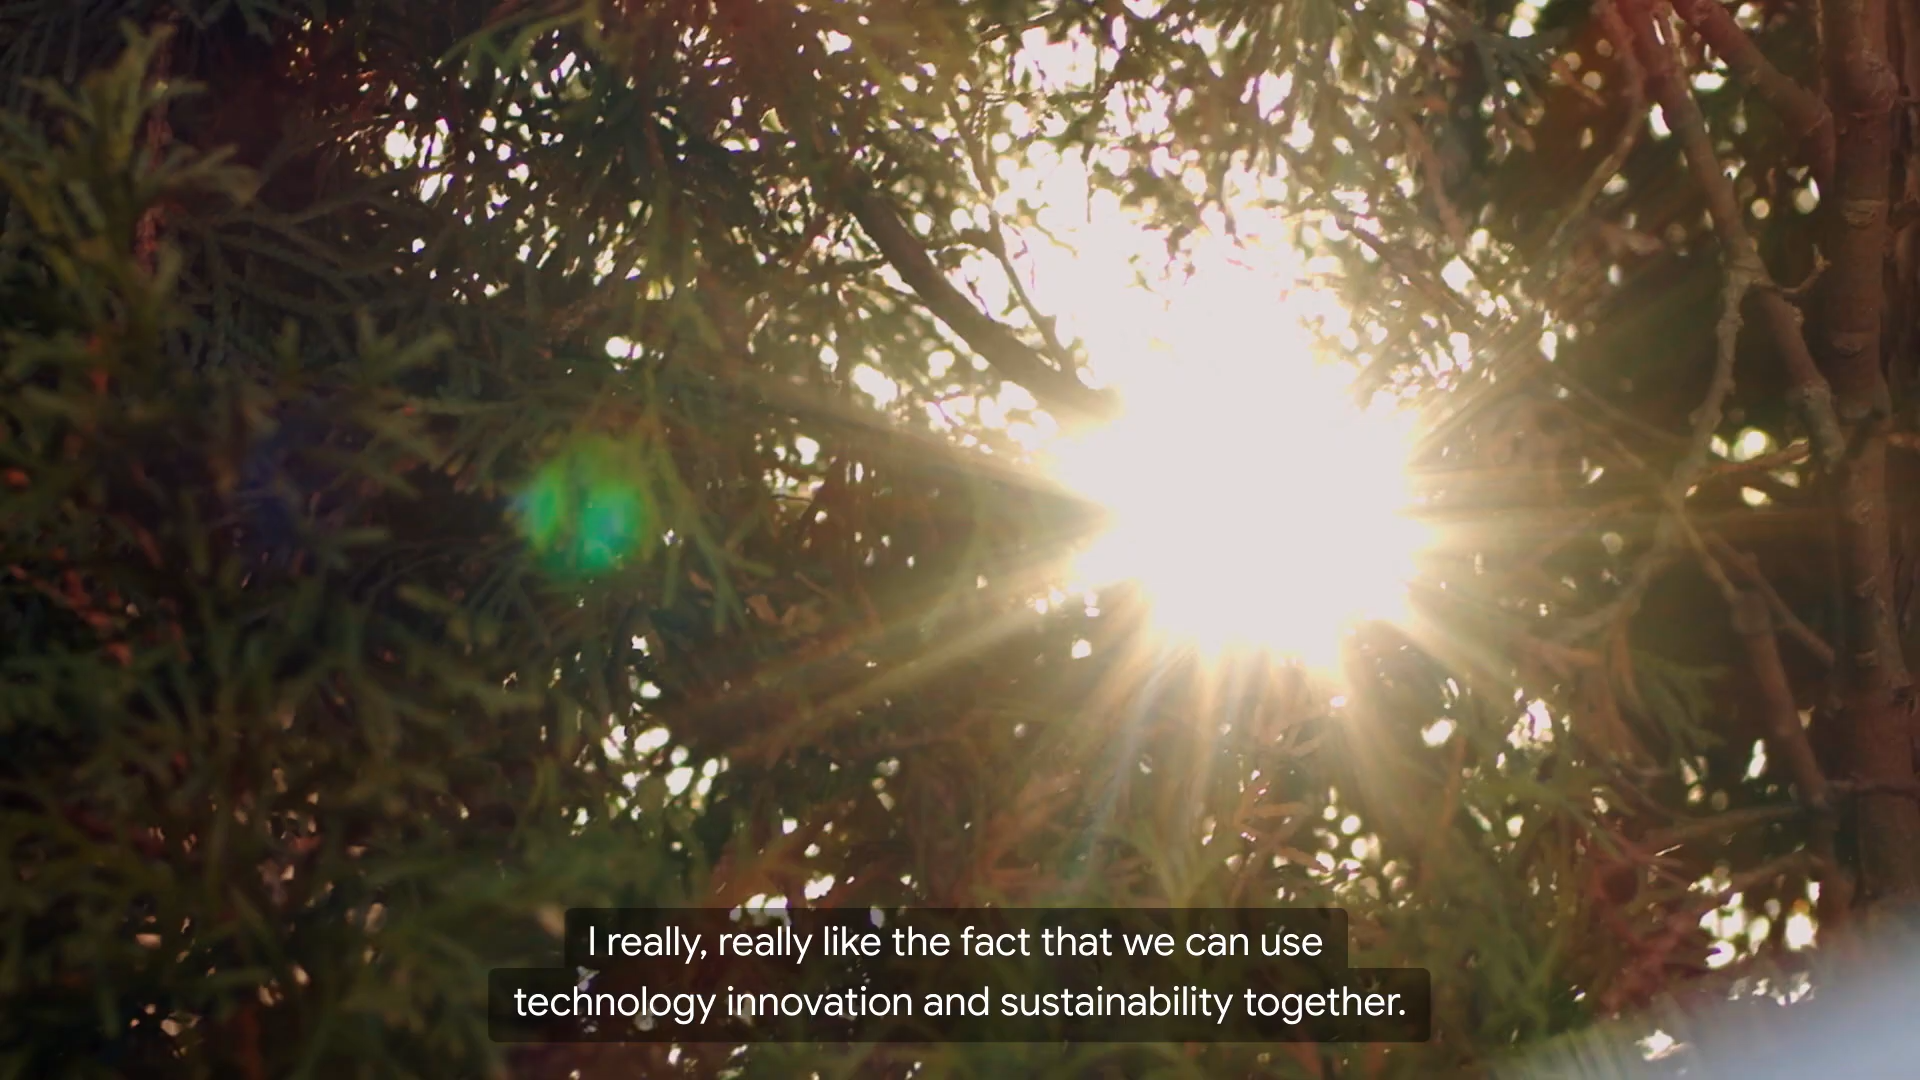 I really, really like the fact that we can use
technology innovation and sustainability together.